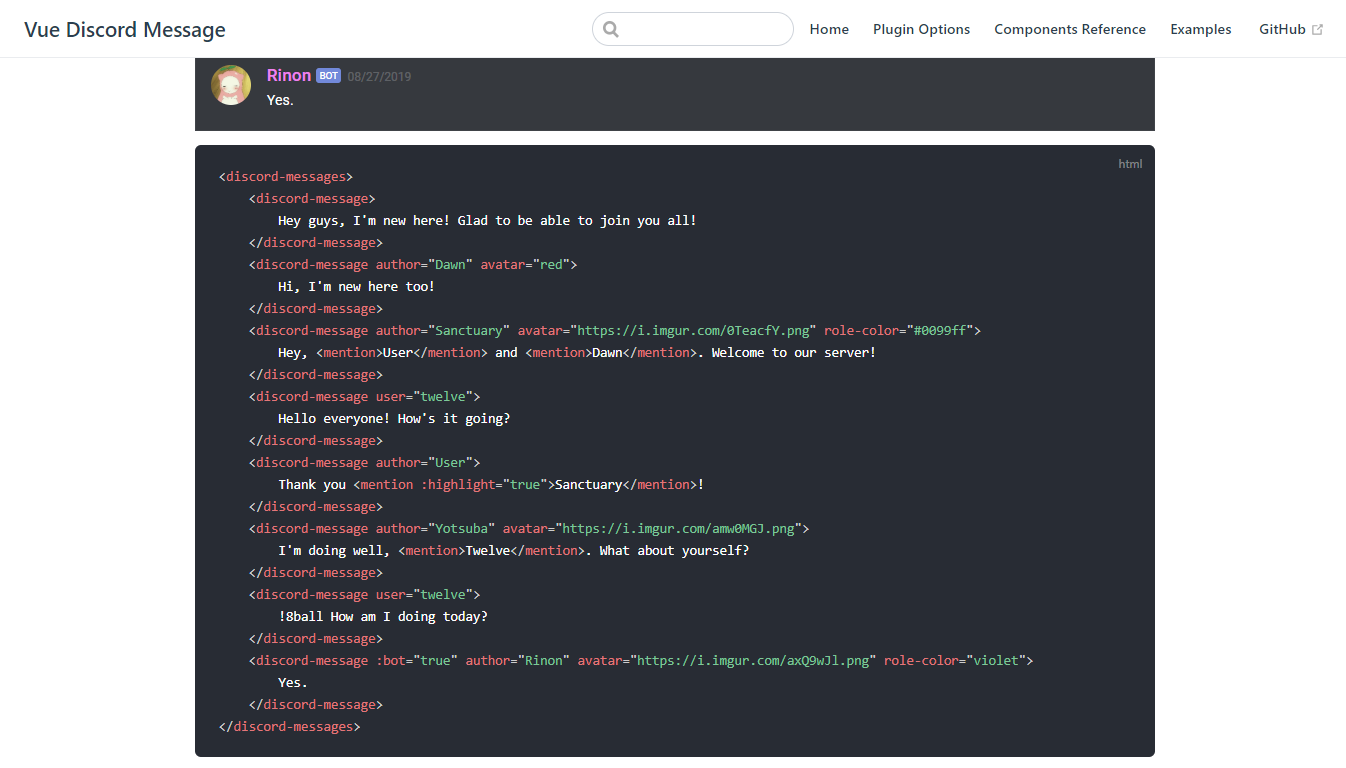 Vue Discord Message
Home Plugin Options Components Reference Examples GitHub
Rinon BOT 08/27/2019
Yes.
html
<discord-messages>
    <discord-message>
        Hey guys, I'm new here! Glad to be able to join you all!
    </discord-message>
    <discord-message author="Dawn" avatar="red">
        Hi, I'm new here too!
    </discord-message>
    <discord-message author="Sanctuary" avatar="https://i.imgur.com/0TeacfY.png" role-color="#0099ff">
        Hey, <mention>User</mention> and <mention>Dawn</mention>. Welcome to our server!
    </discord-message>
    <discord-message user="twelve">
        Hello everyone! How's it going?
    </discord-message>
    <discord-message author="User">
        Thank you <mention :highlight="true">Sanctuary</mention>!
    </discord-message>
    <discord-message author="Yotsuba" avatar="https://i.imgur.com/amw0MGJ.png">
        I'm doing well, <mention>Twelve</mention>. What about yourself?
    </discord-message>
    <discord-message user="twelve">
        !8ball How am I doing today?
    </discord-message>
    <discord-message :bot="true" author="Rinon" avatar="https://i.imgur.com/axQ9wJl.png" role-color="violet">
        Yes.
    </discord-message>
</discord-messages>